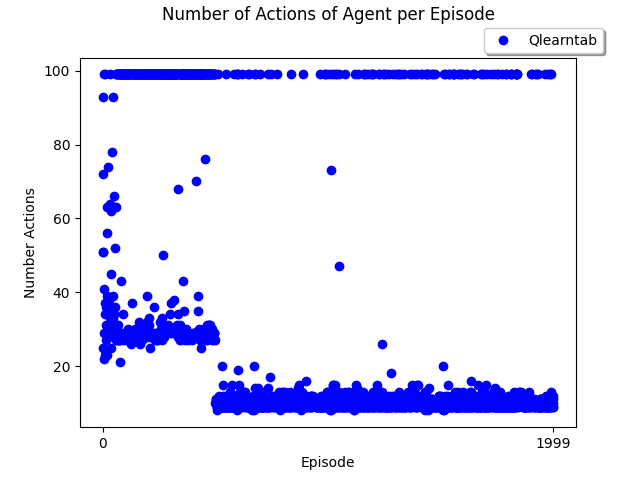 Number of Actions of Agent per Episode
Qlearntab
100
80
60
40
20
Number Actions
0
1999
Episode